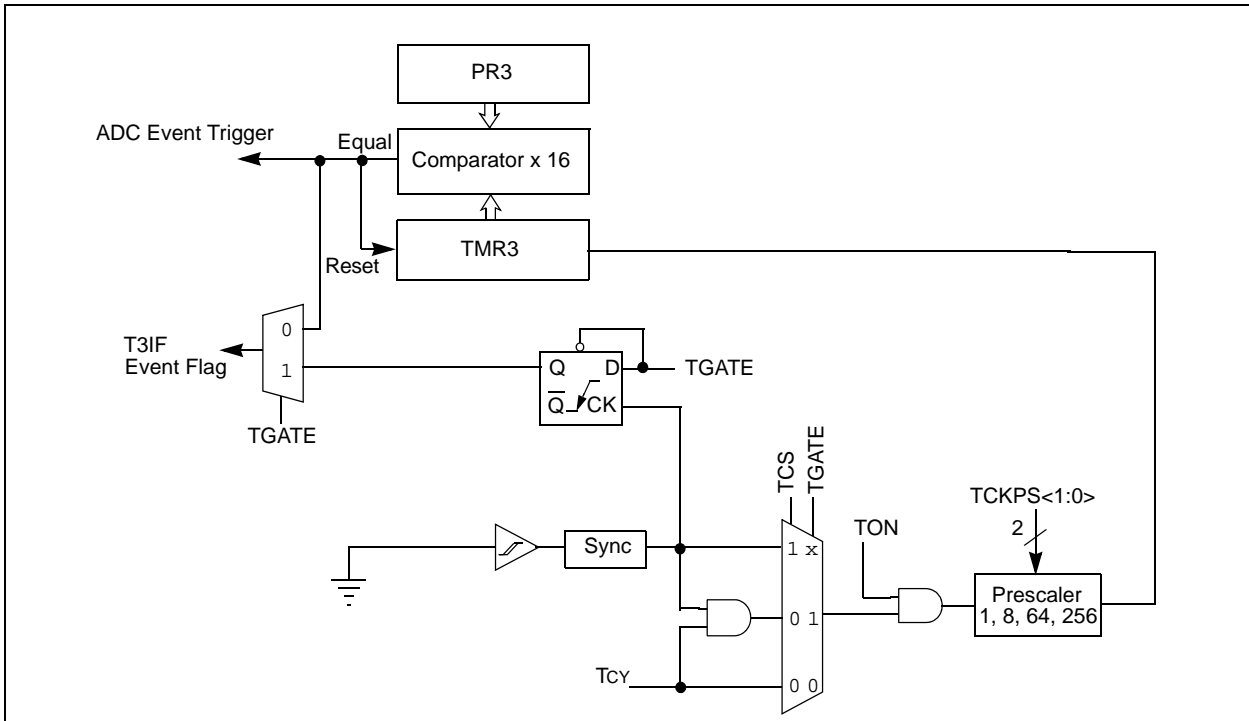 PR3
ADC Event Trigger
Equal
Comparator x 16
TMR3
Reset
0
1
T3IF
Event Flag
TGATE
Q
D
TGATE
Q
CK
TCS
TGATE
TCKPS<1:0>
2
TON
Sync
1 x
Prescaler
1, 8, 64, 256
0 1
TCY
0 0